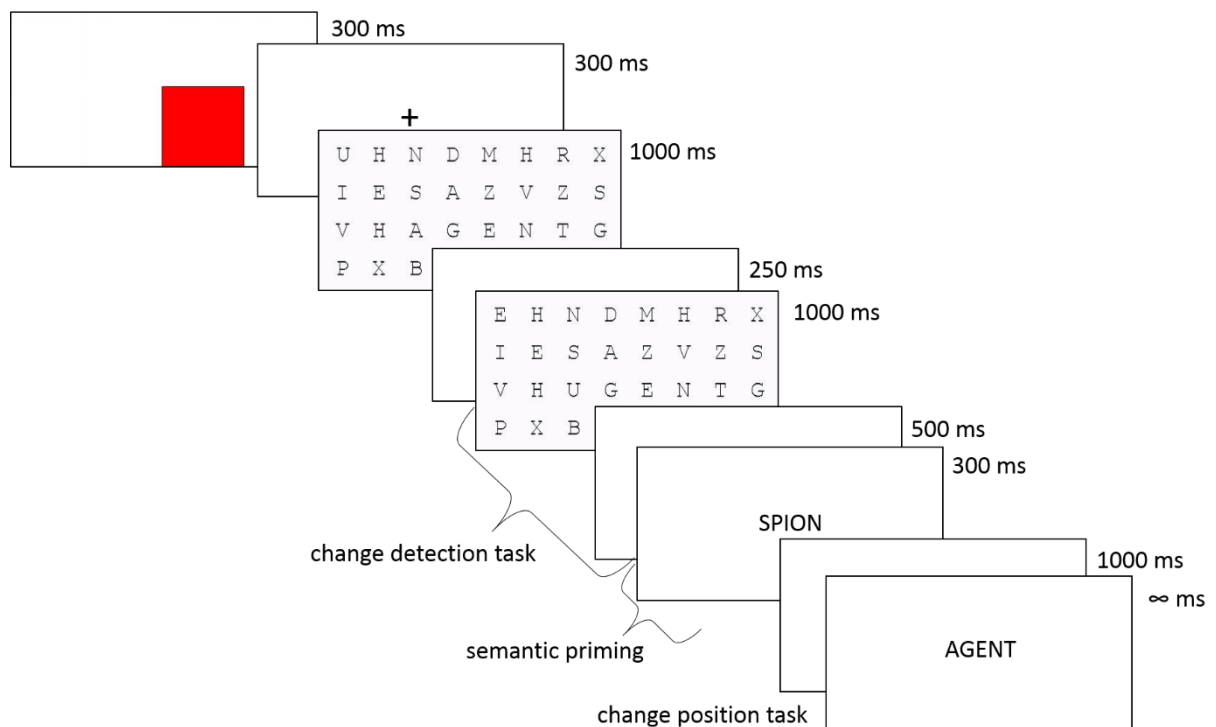 300 ms
300 ms
+
1000 ms
U H N D M H R X
I E S A Z V Z S
V H A G E N T G
P X B
250 ms
1000 ms
E H N D M H R X
I E S A Z V Z S
V H U G E N T G
P X B
500 ms
300 ms
SPION
change detection task
1000 ms
∞ ms
semantic priming
AGENT
change position task